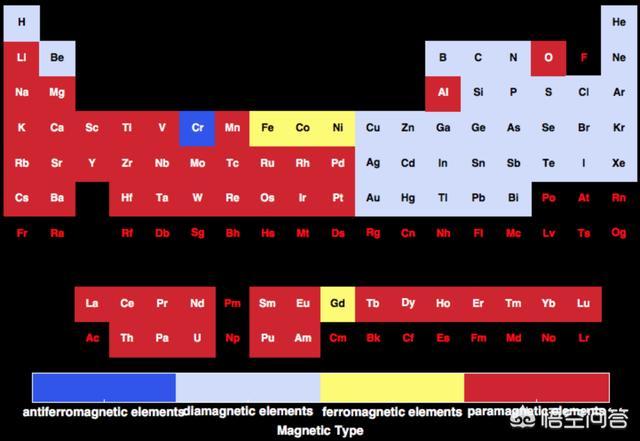 H He
LI Be B C N O F Ne
Na Mg Al Si P S Cl Ar
K Ca Sc Ti V Cr Mn Fe Co Ni Cu Zn Ga Ge As Se Br Kr
Rb Sr Y Zr Nb Mo Tc Ru Rh Pd Ag Cd In Sn Sb Te I Xe
Cs Ba Hf Ta W Re Os Ir Pt Au Hg Tl Pb Bi Po At Rn
Fr Ra Rf Db Sg Bh Hs Mt Ds Rg Cn Nh Fl Mc Lv Ts Og
La Ce Pr Nd Pm Sm Eu Gd Tb Dy Ho Er Tm Yb Lu
Ac Th Pa U Np Pu Am Cm Bk Cf Es Fm Md No Lr
antiferromagnetic elements diamagnetic elements ferromagnetic elements paramagnetic elements
Magnetic Type
悟空问答